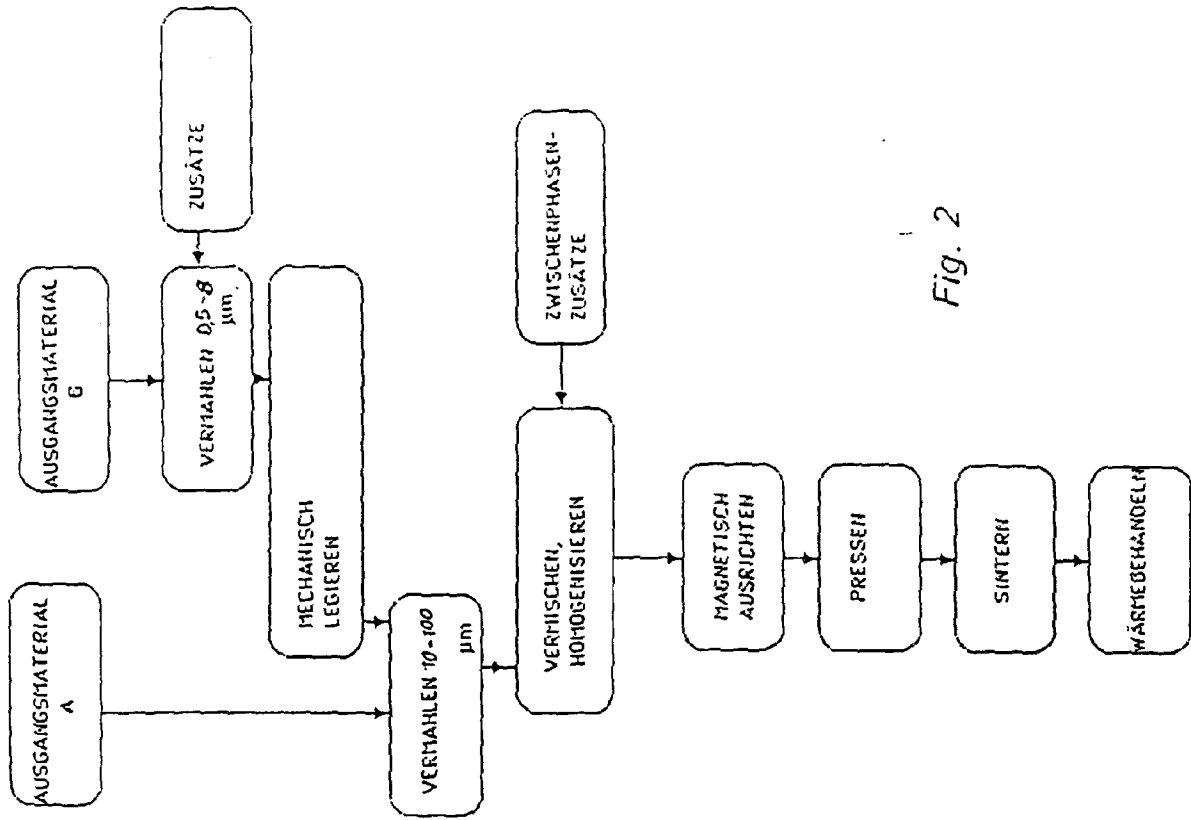 AUSGANGSMATERIAL
A
AUSGANGSMATERIAL
G
VERMAHLEN 0,5-8
µm
ZUSÄTZE
MECHANISCH
LEGIEREN
VERMAHLEN 10-100
µm
VERMISCHEN,
HOMOGENISIEREN
ZWISCHENPHASEN-
ZUSÄTZE
MAGNETISCH
AUSRICHTEN
PRESSEN
SINTERN
WÄRMEBEHANDELN
Fig. 2